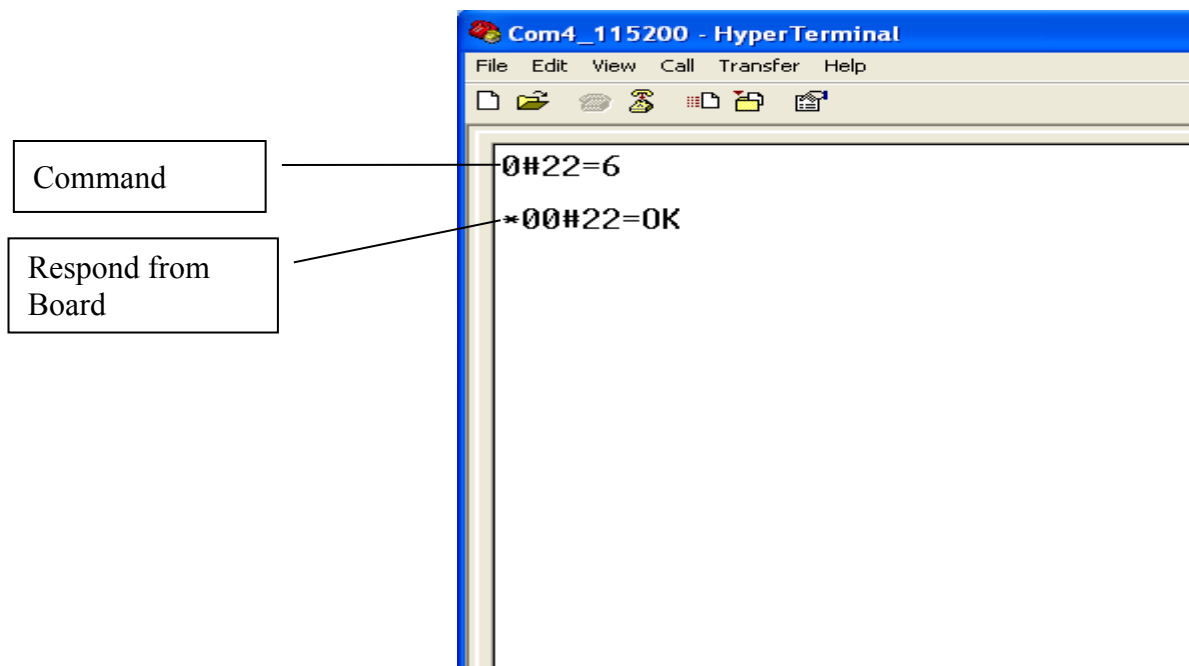 Com4_115200 - HyperTerminal
File Edit View Call Transfer Help
Command
0#22=6
*00#22=OK
Respond from
Board